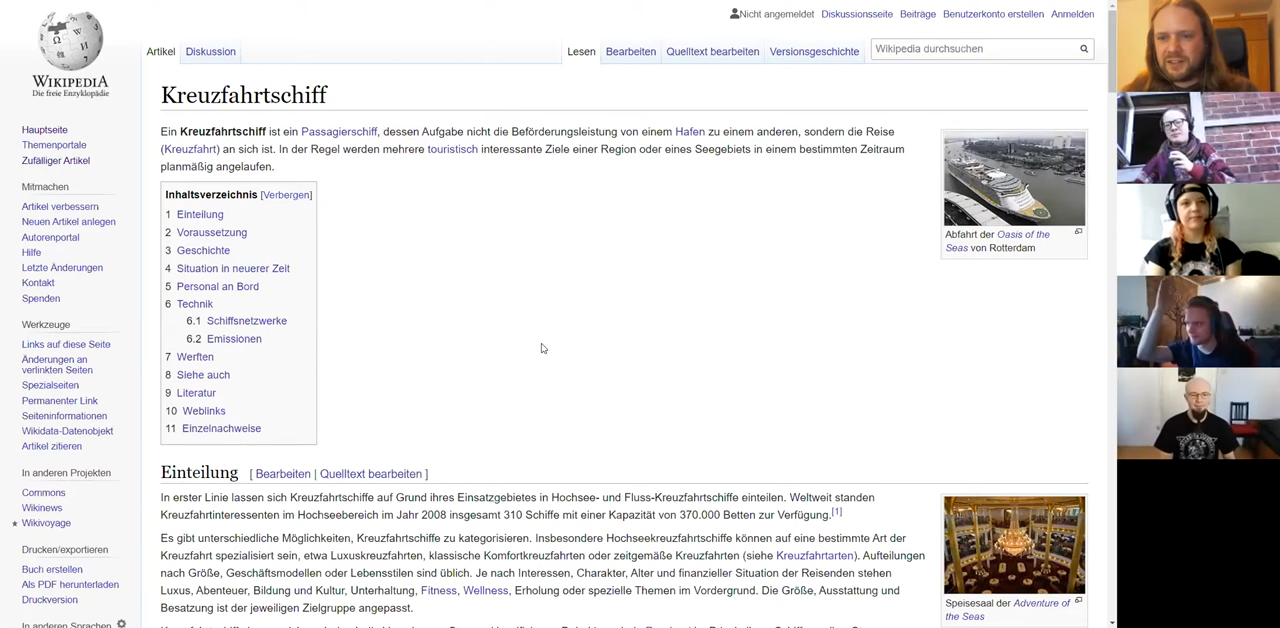 Nicht angemeldet Diskussionsseite Beiträge Benutzerkonto erstellen Anmelden
WIKIPEDIA
Die freie Enzyklopädie
Artikel Diskussion Lesen Bearbeiten Quelltext bearbeiten Versionsgeschichte Wikipedia durchsuchen
Hauptseite
Themenportale
Zufälliger Artikel
Mitmachen
Artikel verbessern
Neuen Artikel anlegen
Autorenportal
Hilfe
Letzte Änderungen
Kontakt
Spenden
Werkzeuge
Links auf diese Seite
Änderungen an
verlinkten Seiten
Spezialseiten
Permanenter Link
Seiteninformationen
Wikidata-Datenobjekt
Artikel zitieren
In anderen Projekten
Commons
Wikinews
Wikivoyage
Drucken/exportieren
Buch erstellen
Als PDF herunterladen
Druckversion
In anderen Sprachen
Kreuzfahrtschiff
Ein Kreuzfahrtschiff ist ein Passagierschiff, dessen Aufgabe nicht die Beförderungsleistung von einem Hafen zu einem anderen, sondern die Reise
(Kreuzfahrt) an sich ist. In der Regel werden mehrere touristisch interessante Ziele einer Region oder eines Seegebiets in einem bestimmten Zeitraum
planmäßig angelaufen.
Abfahrt der Oasis of the
Seas von Rotterdam
Inhaltsverzeichnis [Verbergen]
1 Einteilung
2 Voraussetzung
3 Geschichte
4 Situation in neuerer Zeit
5 Personal an Bord
6 Technik
6.1 Schiffsnetzwerke
6.2 Emissionen
7 Werften
8 Siehe auch
9 Literatur
10 Weblinks
11 Einzelnachweise
Einteilung [ Bearbeiten | Quelltext bearbeiten ]
In erster Linie lassen sich Kreuzfahrtschiffe auf Grund ihres Einsatzgebietes in Hochsee- und Fluss-Kreuzfahrtschiffe einteilen. Weltweit standen
Kreuzfahrtinteressenten im Hochseebereich im Jahr 2008 insgesamt 310 Schiffe mit einer Kapazität von 370.000 Betten zur Verfügung.[1]
Es gibt unterschiedliche Möglichkeiten, Kreuzfahrtschiffe zu kategorisieren. Insbesondere Hochseekreuzfahrtschiffe können auf eine bestimmte Art der
Kreuzfahrt spezialisiert sein, etwa Luxuskreuzfahrten, klassische Komfortkreuzfahrten oder zeitgemäße Kreuzfahrten (siehe Kreuzfahrtarten). Aufteilungen
nach Größe, Geschäftsmodellen oder Lebensstilen sind üblich. Je nach Interessen, Charakter, Alter und finanzieller Situation der Reisenden stehen
Luxus, Abenteuer, Bildung und Kultur, Unterhaltung, Fitness, Wellness, Erholung oder spezielle Themen im Vordergrund. Die Größe, Ausstattung und
Besatzung ist der jeweiligen Zielgruppe angepasst.
Speisesaal der Adventure of
the Seas